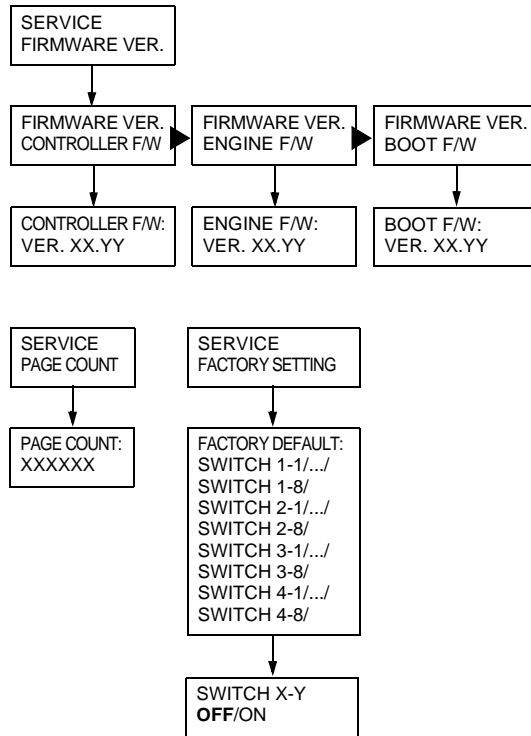 SERVICE
FIRMWARE VER.
FIRMWARE VER.
CONTROLLER F/W
FIRMWARE VER.
ENGINE F/W
FIRMWARE VER.
BOOT F/W
CONTROLLER F/W:
VER. XX.YY
ENGINE F/W:
VER. XX.YY
BOOT F/W:
VER. XX.YY
SERVICE
PAGE COUNT
PAGE COUNT:
XXXXXX
SERVICE
FACTORY SETTING
FACTORY DEFAULT:
SWITCH 1-1/.../
SWITCH 1-8/
SWITCH 2-1/.../
SWITCH 2-8/
SWITCH 3-1/.../
SWITCH 3-8/
SWITCH 4-1/.../
SWITCH 4-8/
SWITCH X-Y
OFF/ON